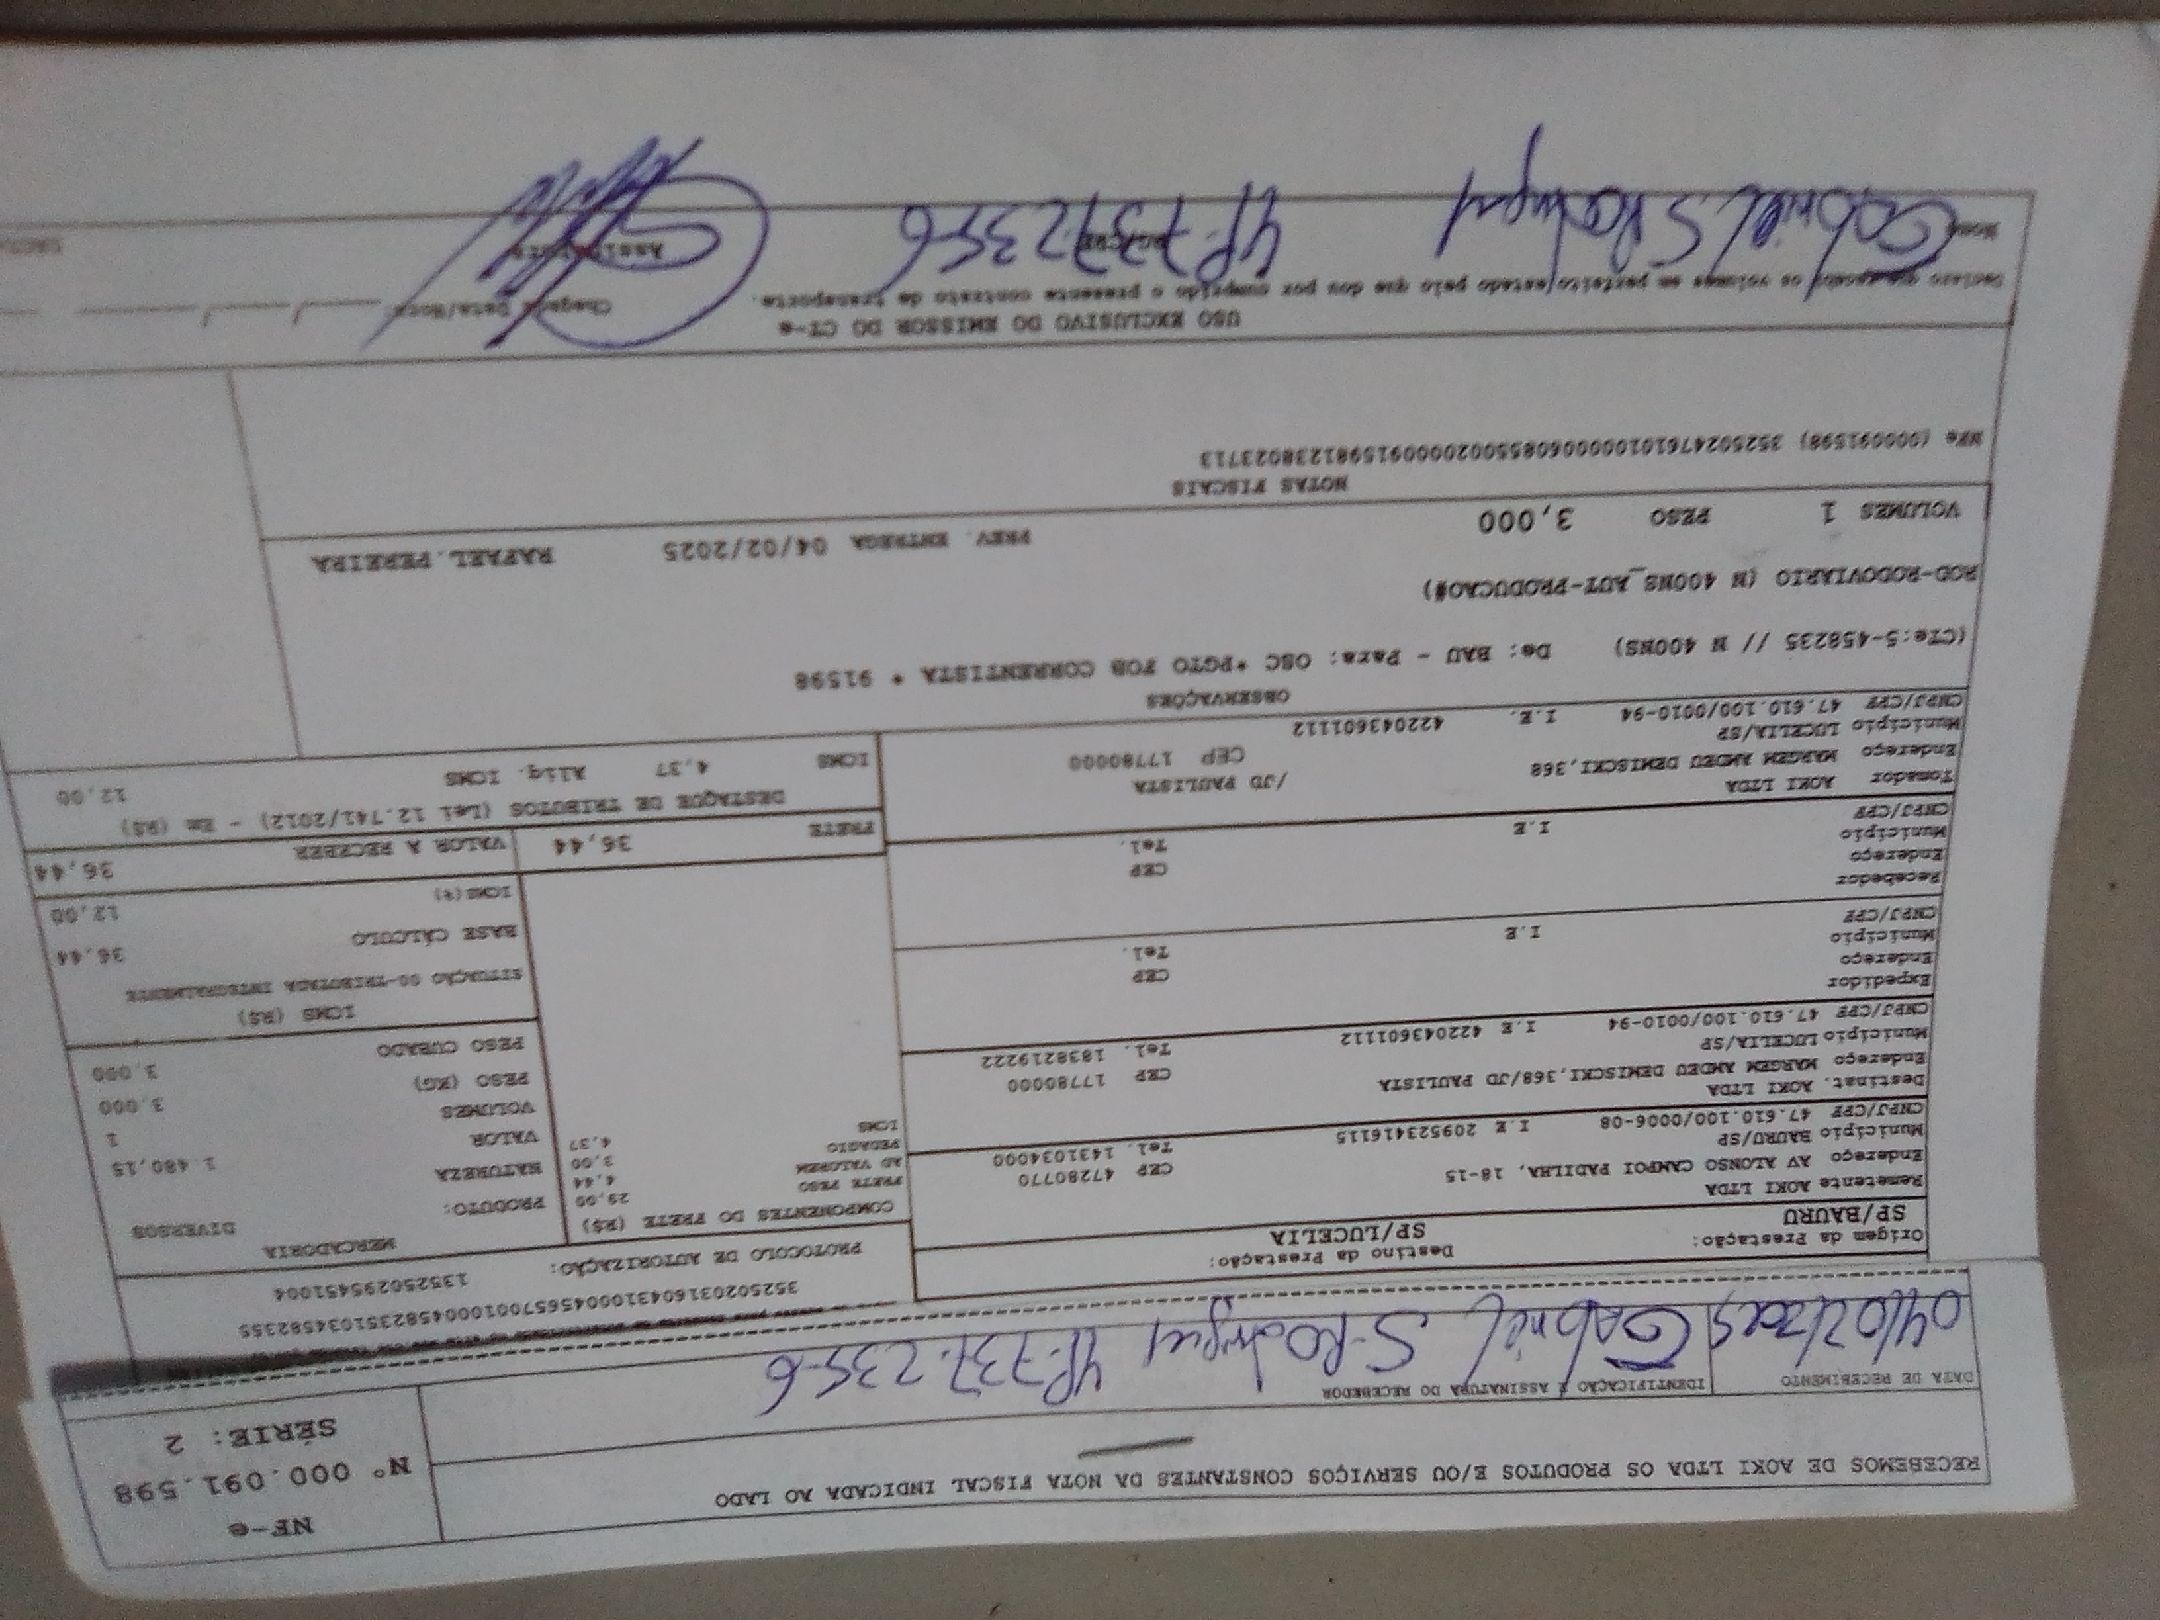 RECEBEMOS DE AOKI LTDA OS PRODUTOS E/OU SERVIÇOS CONSTANTES DA NOTA FISCAL INDICADA AO LADO
NF-e
Nº 000.091.598
SÉRIE: 2
DATA DE RECEBIMENTO
IDENTIFICAÇÃO E ASSINATURA DO RECEBEDOR
04/02/2025 Gabriel S-Rodrigues 48.737.235-6
35250203160431000456570010004582351034582355
PROTOCOLO DE AUTORIZAÇÃO: 135250295451004
Origem da Prestação:
SP/BAURU
Destino da Prestação:
SP/LUCELIA
Remetente AOKI LTDA
Endereço AV ALONSO CAMPOI PADILHA, 18-15 CEP 47280770
Município BAURU/SP Tel. 1431034000
CNPJ/CPF 47.610.100/0006-08 I.E 209523416115
Destinat. AOKI LTDA
Endereço MARGEM AMDEU DEMISCKI,368/JD PAULISTA CEP 17780000
Município LUCELIA/SP Tel. 1838219222
CNPJ/CPF 47.610.100/0010-94 I.E 422043601112
Expedidor
Endereço CEP
Município Tel.
CNPJ/CPF I.E
Recebedor
Endereço CEP
Município Tel.
CNPJ/CPF I.E
Tomador AOKI LTDA
Endereço MARGEM AMDEU DEMISCKI,368 /JD PAULISTA
Município LUCELIA/SP CEP 17780000
CNPJ/CPF 47.610.100/0010-94 I.E. 422043601112
COMPONENTES DO FRETE (R$)
FRETE PESO 29,00
AD VALOREM 4,44
PEDAGIO 3,00
ICMS 4,37
MERCADORIA
PRODUTO: DIVERSOS
NATUREZA
VALOR 1.480,15
VOLUMES 1
PESO (KG) 3,000
PESO CUBADO 3,000
ICMS (R$)
SITUAÇÃO 00-TRIBUTADA INTEGRALMENTE
BASE CÁLCULO 36,44
ICMS(%) 12,00
FRETE 36,44
VALOR A RECEBER 36,44
DESTAQUE DE TRIBUTOS (Lei 12.741/2012) - Em (R$)
ICMS 4,37 Aliq. ICMS 12,00
OBSERVAÇÕES
(CTe:5-458235 // N 400NS) De: BAU - Para: OSC *PGTO FOB CORRENTISTA * 91598
ROD-RODOVIARIO (N 400NS_AUT-PRODUCAO#)
VOLUMES 1 PESO 3,000 PREV. ENTREGA 04/02/2025 RAFAEL.PEREIRA
NOTAS FISCAIS
NFe (000091598) 35250247610100000608550020000915981238023713
USO EXCLUSIVO DO EMISSOR DO CT-e
Declaro que recebi os volumes em perfeito estado pelo que dou por cumprido o presente contrato de transporte.
Chegada Data/Hora
Nome
Assinatura
Gabriel S Rodrigues 48.737.235-6